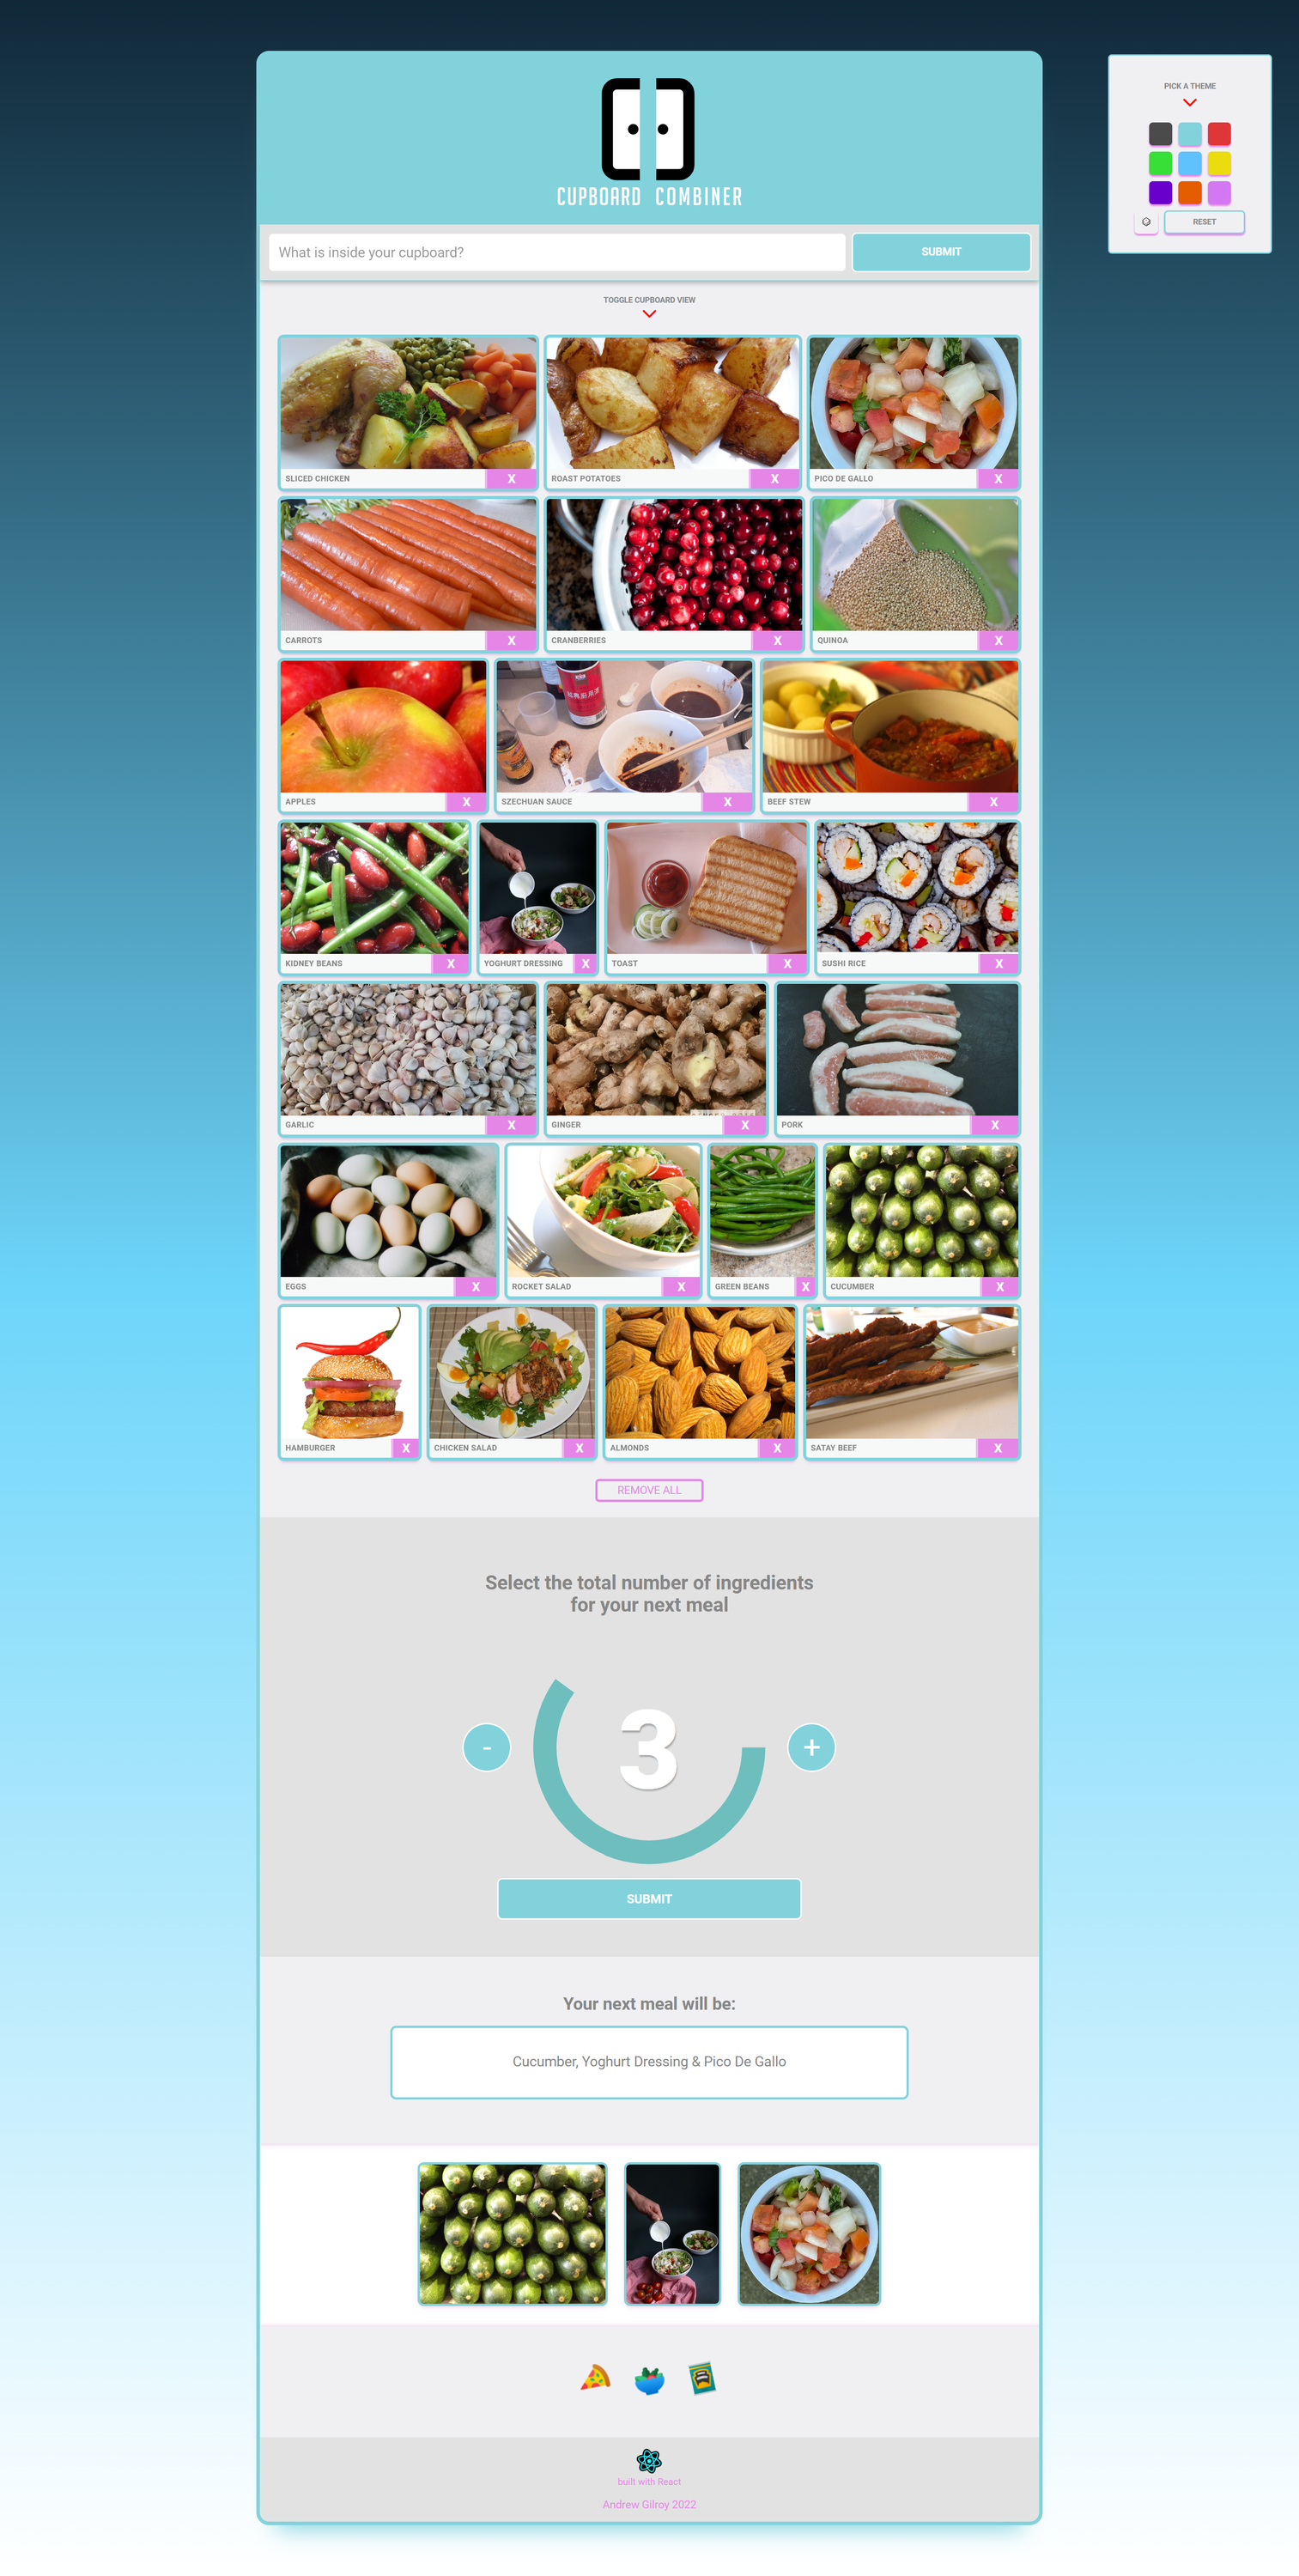 CUPBOARD COMBINER
PICK A THEME
RESET
What is inside your cupboard?
SUBMIT
TOGGLE CUPBOARD VIEW
SLICED CHICKEN X
ROAST POTATOES X
PICO DE GALLO X
CARROTS X
CRANBERRIES X
QUINOA X
APPLES X
SZECHUAN SAUCE X
BEEF STEW X
KIDNEY BEANS X
YOGHURT DRESSING X
TOAST X
SUSHI RICE X
GARLIC X
GINGER X
PORK X
EGGS X
ROCKET SALAD X
GREEN BEANS X
CUCUMBER X
HAMBURGER X
CHICKEN SALAD X
ALMONDS X
SATAY BEEF X
REMOVE ALL
Select the total number of ingredients
for your next meal
- 3 +
SUBMIT
Your next meal will be:
Cucumber, Yoghurt Dressing & Pico De Gallo
built with React
Andrew Gilroy 2022